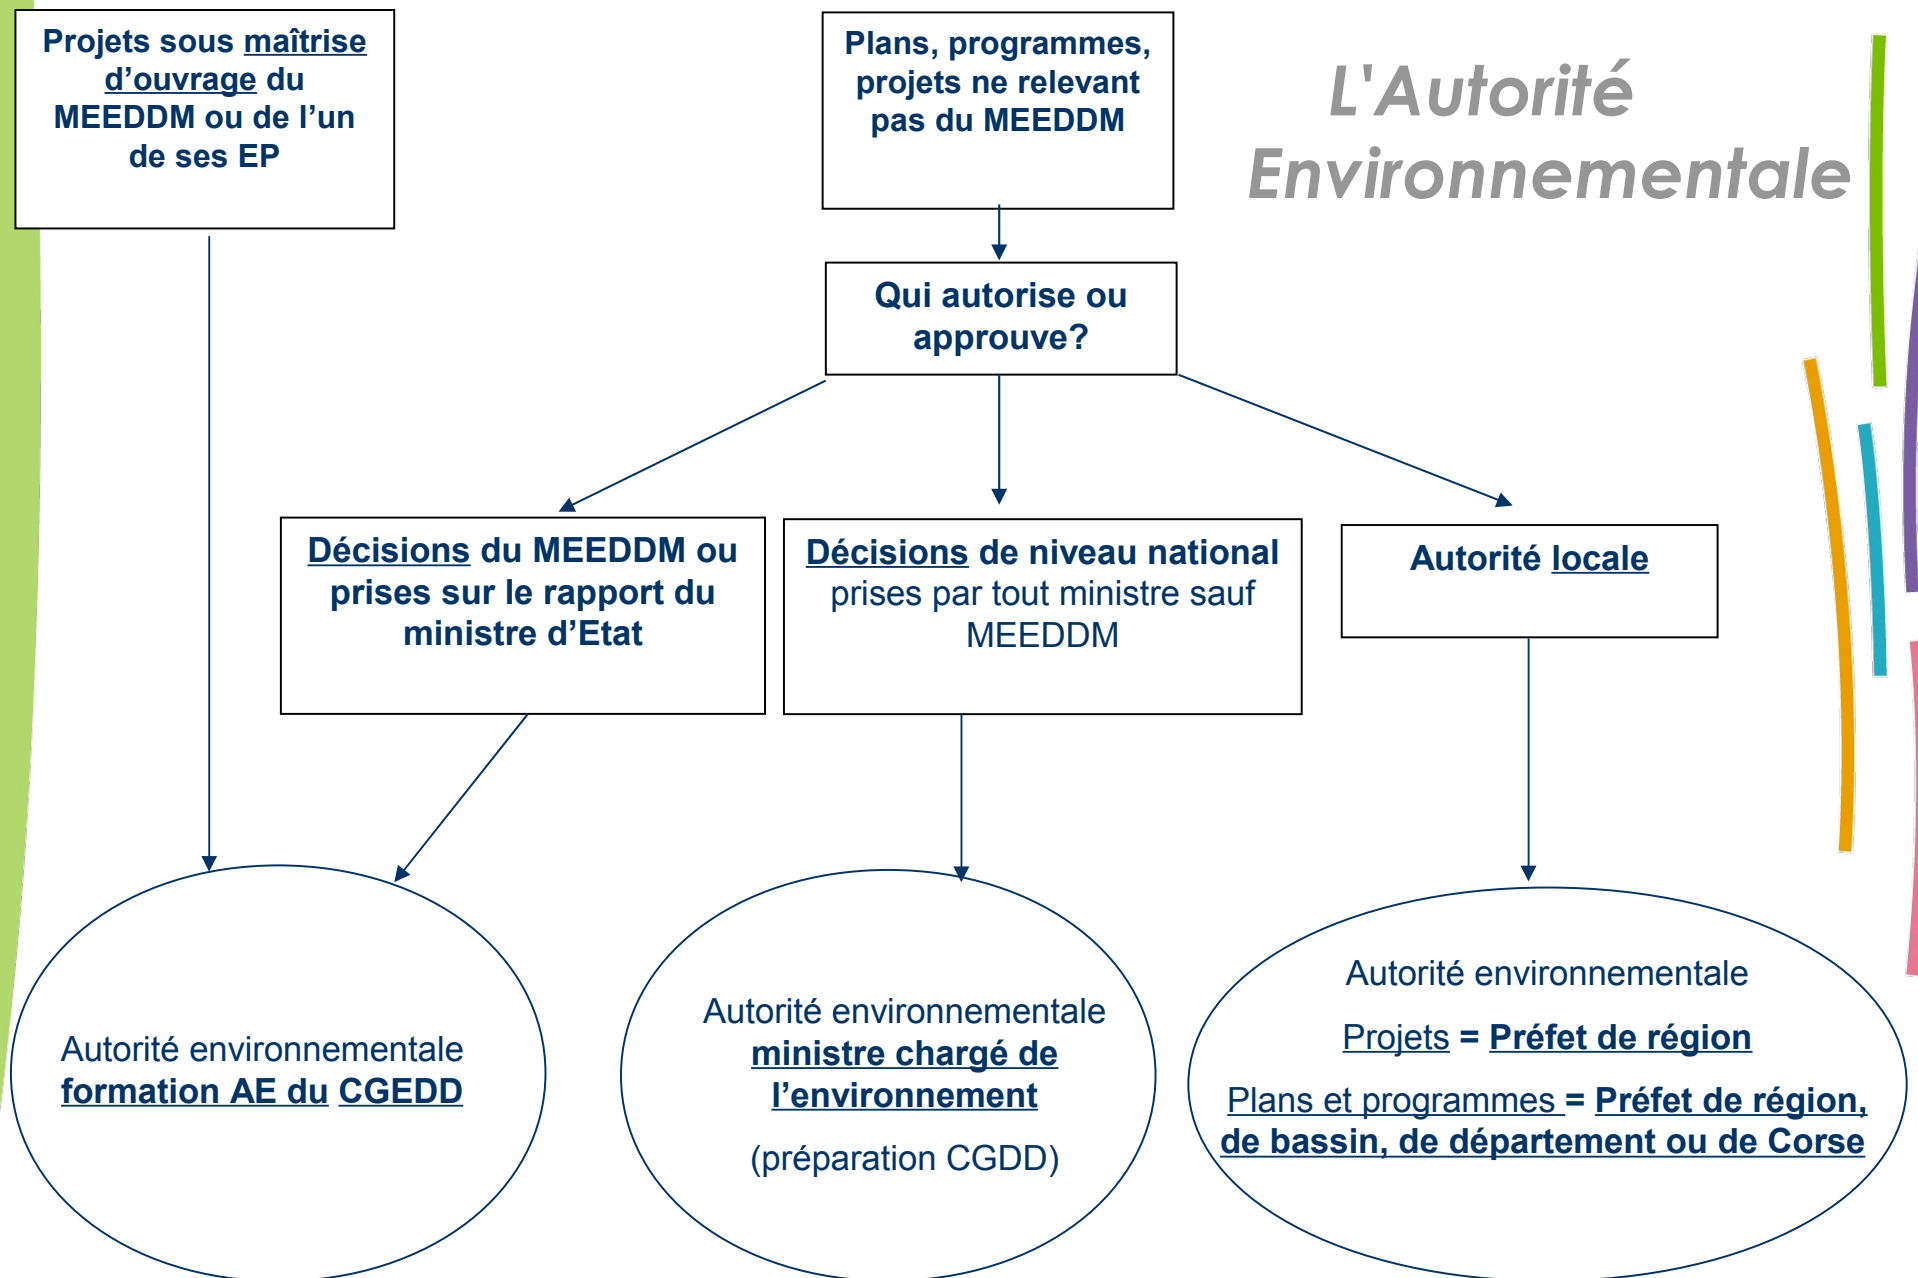 Projets sous maîtrise
d’ouvrage du
MEEDDM ou de l’un
de ses EP
Plans, programmes,
projets ne relevant
pas du MEEDDM
L'Autorité
Environnementale
Qui autorise ou
approuve?
Décisions du MEEDDM ou
prises sur le rapport du
ministre d’Etat
Décisions de niveau national
prises par tout ministre sauf
MEEDDM
Autorité locale
Autorité environnementale
formation AE du CGEDD
Autorité environnementale
ministre chargé de
l’environnement
(préparation CGDD)
Autorité environnementale
Projets = Préfet de région
Plans et programmes = Préfet de région,
de bassin, de département ou de Corse